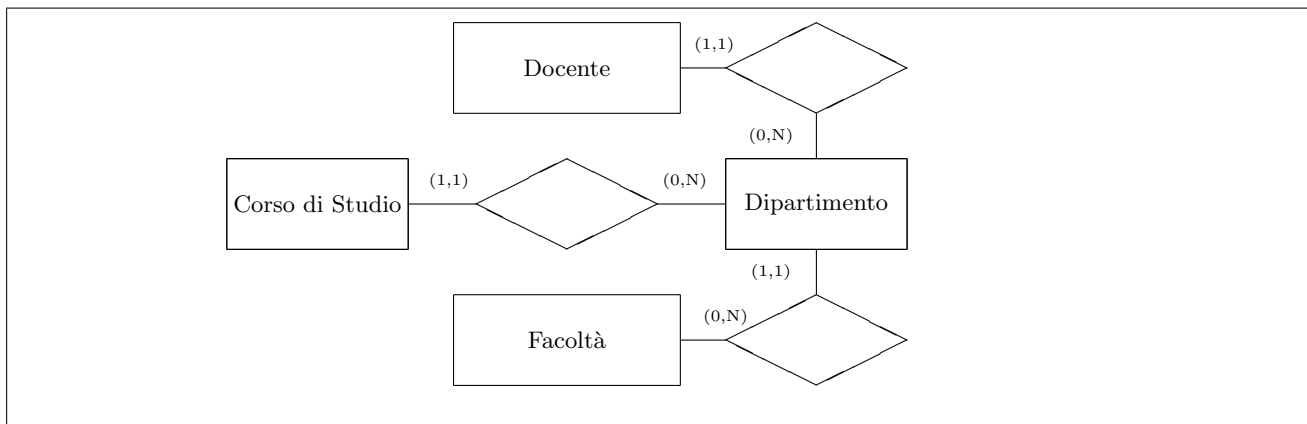 Docente
(1,1)
(0,N)
Corso di Studio
(1,1)
(0,N)
Dipartimento
(1,1)
Facoltà
(0,N)